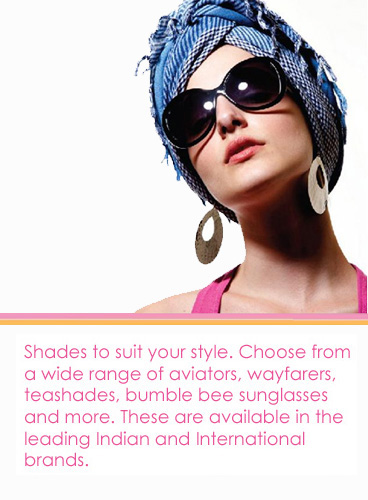 Shades to suit your style. Choose from
a wide range of aviators, wayfarers,
teashades, bumble bee sunglasses
and more. These are available in the
leading Indian and International
brands.